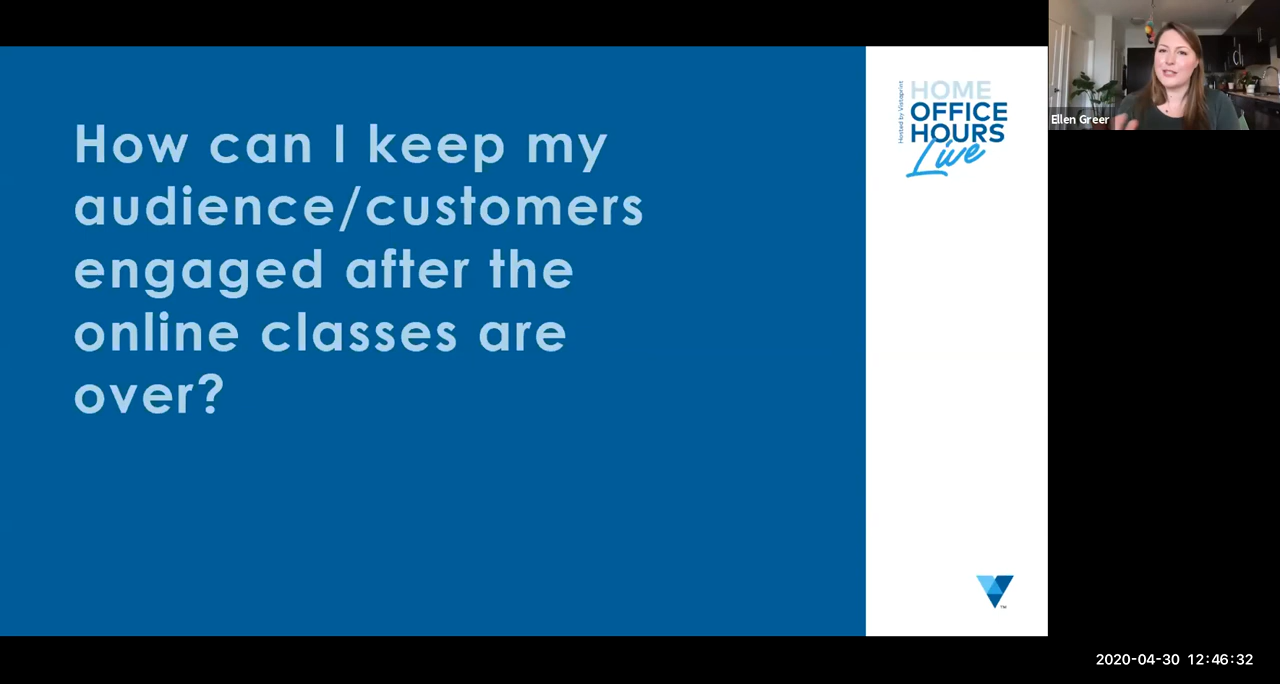 How can I keep my
audience/customers
engaged after the
online classes are
over?
Hosted by Vistaprint
HOME
OFFICE
HOURS
Live
TM
Ellen Greer
2020-04-30 12:46:32